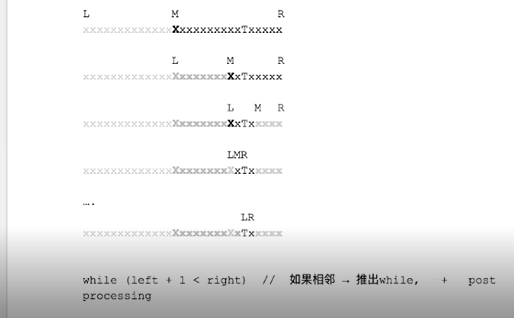 L M R
xxxxxxxxxxxxxXxxxxxxxxxTxxxxx
L M R
xxxxxxxxxxxxxXxxxxxxxXxTxxxxx
L M R
xxxxxxxxxxxxxXxxxxxxxXxTxxxxx
LMR
xxxxxxxxxxxxxXxxxxxxxXxTxxxxx
….
LR
xxxxxxxxxxxxxXxxxxxxxXxTxxxxx
while (left + 1 < right) // 如果相邻 → 推出while, + post
processing